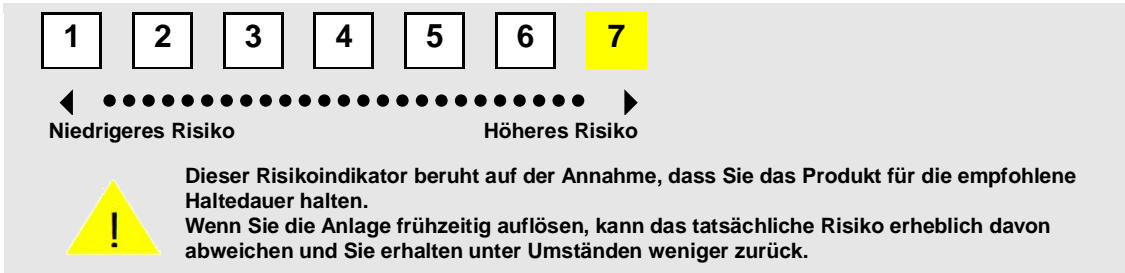 1 2 3 4 5 6 7
Niedrigeres Risiko Höheres Risiko
Dieser Risikoindikator beruht auf der Annahme, dass Sie das Produkt für die empfohlene
Haltedauer halten.
Wenn Sie die Anlage frühzeitig auflösen, kann das tatsächliche Risiko erheblich davon
abweichen und Sie erhalten unter Umständen weniger zurück.
!